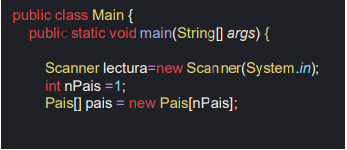 public class Main {
public static void main(String[] args) {
Scanner lectura=new Scanner(System.in);
int nPais =1;
Pais[] pais = new Pais[nPais];